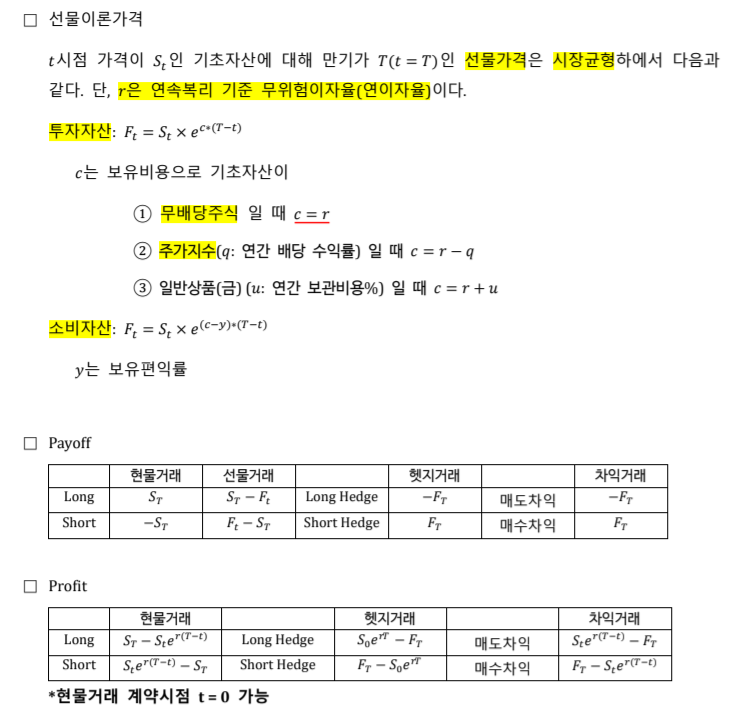 □ 선물이론가격
t시점 가격이 S_t인 기초자산에 대해 만기가 T(t = T)인 선물가격은 시장균형하에서 다음과
같다. 단, r은 연속복리 기준 무위험이자율(연이자율)이다.
투자자산: F_t = S_t × e^{c*(T−t)}
c는 보유비용으로 기초자산이
① 무배당주식 일 때 c = r
② 주가지수(q: 연간 배당 수익률) 일 때 c = r − q
③ 일반상품(금) (u: 연간 보관비용%) 일 때 c = r + u
소비자산: F_t = S_t × e^{(c−y)*(T−t)}
y는 보유편익률
□ Payoff
현물거래 선물거래 헷지거래 차익거래
Long S_T S_T − F_t Long Hedge −F_T 매도차익 −F_T
Short −S_T F_t − S_T Short Hedge F_T 매수차익 F_T
□ Profit
현물거래 헷지거래 차익거래
Long S_T − S_t e^{r(T−t)} Long Hedge S_0 e^{rT} − F_T 매도차익 S_t e^{r(T−t)} − F_T
Short S_t e^{r(T−t)} − S_T Short Hedge F_T − S_0 e^{rT} 매수차익 F_T − S_t e^{r(T−t)}
*현물거래 계약시점 t = 0 가능